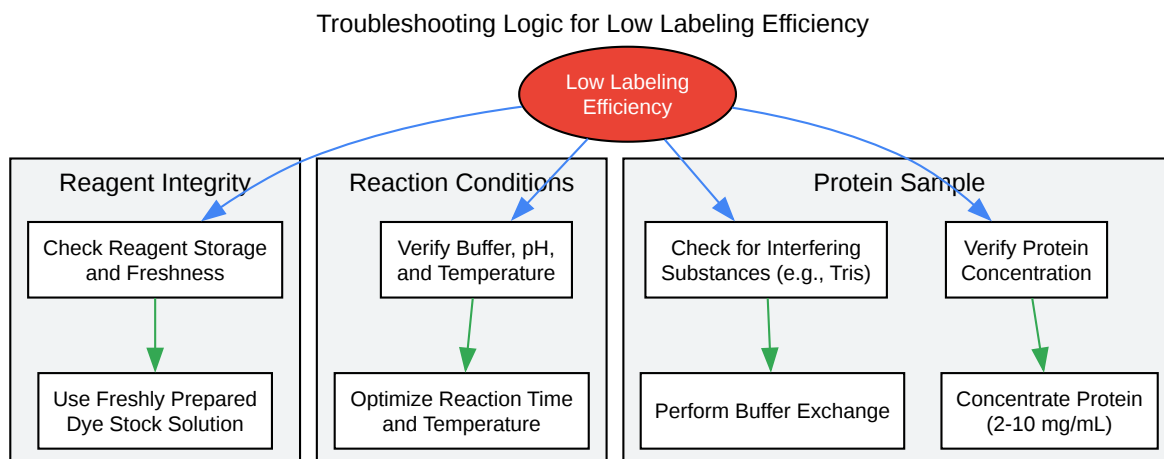 Troubleshooting Logic for Low Labeling Efficiency
Low Labeling
Efficiency
Reagent Integrity
Check Reagent Storage
and Freshness
Use Freshly Prepared
Dye Stock Solution
Reaction Conditions
Verify Buffer, pH,
and Temperature
Optimize Reaction Time
and Temperature
Protein Sample
Check for Interfering
Substances (e.g., Tris)
Perform Buffer Exchange
Verify Protein
Concentration
Concentrate Protein
(2-10 mg/mL)